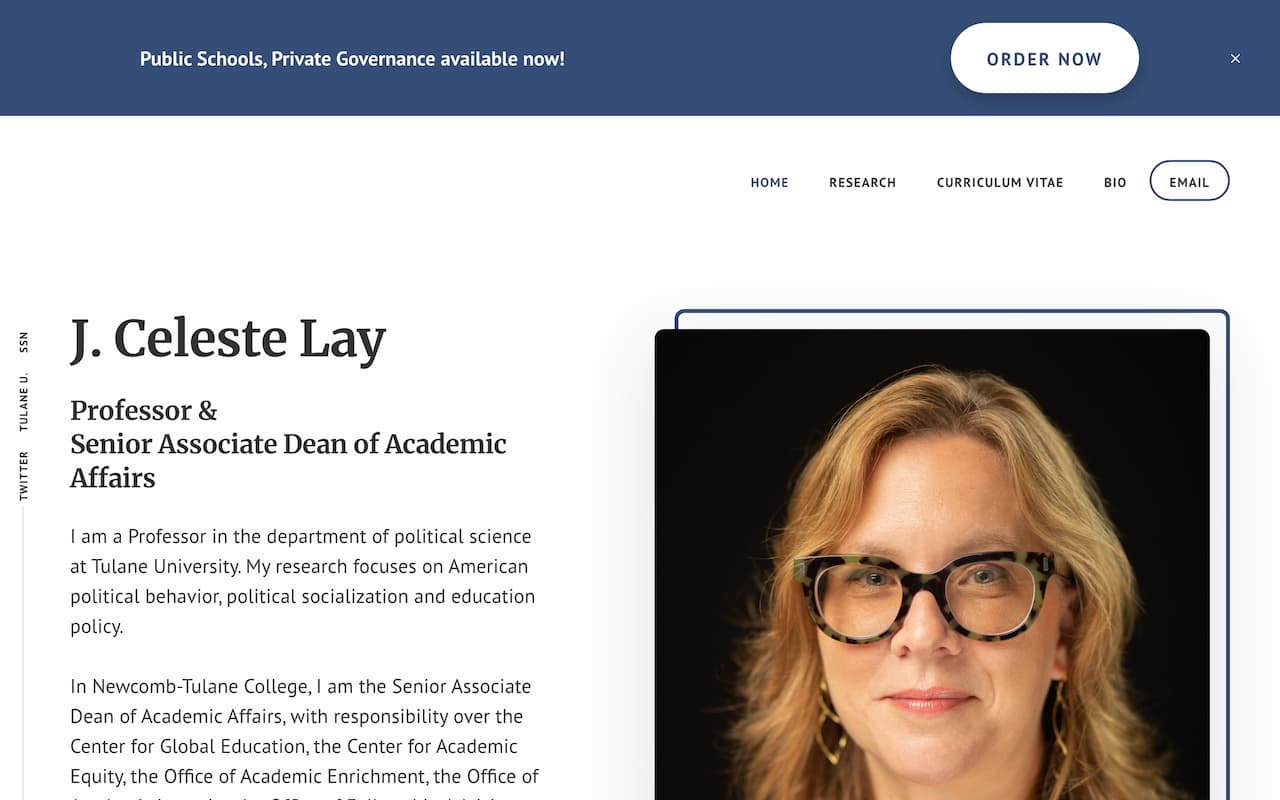 Public Schools, Private Governance available now!
ORDER NOW
×
HOME RESEARCH CURRICULUM VITAE BIO EMAIL
SSN
TULANE U.
TWITTER
J. Celeste Lay
Professor &
Senior Associate Dean of Academic
Affairs
I am a Professor in the department of political science
at Tulane University. My research focuses on American
political behavior, political socialization and education
policy.
In Newcomb-Tulane College, I am the Senior Associate
Dean of Academic Affairs, with responsibility over the
Center for Global Education, the Center for Academic
Equity, the Office of Academic Enrichment, the Office of